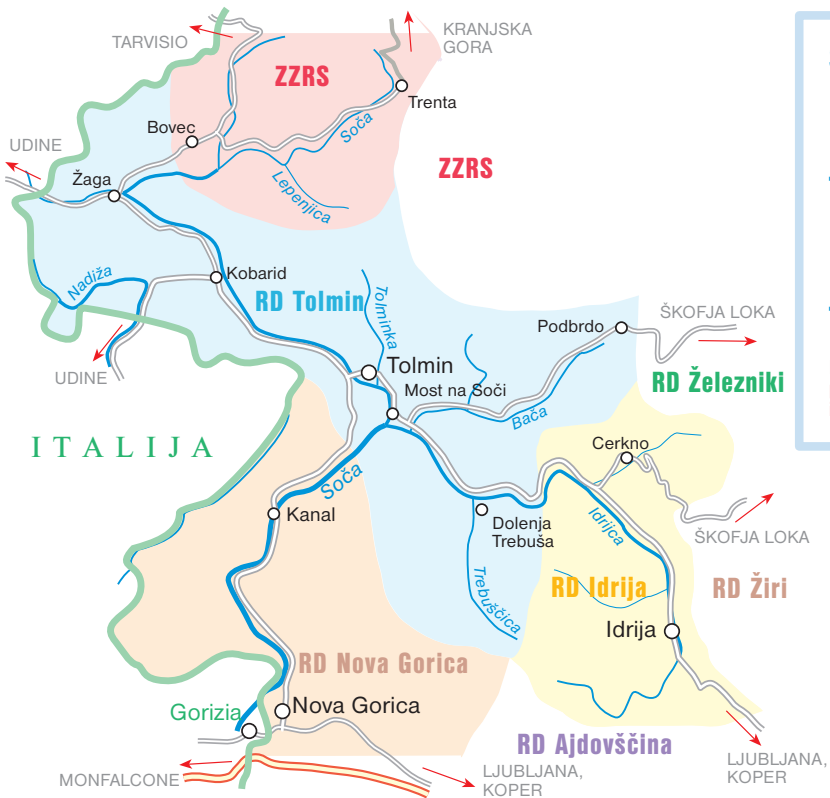 KRANJSKA
GORA
TARVISIO
ZZRS
Trenta
Soča
Bovec
UDINE
ZZRS
Žaga
Lepenjica
Nadiža
Kobarid
RD Tolmin
Tolminka
Podbrdo
ŠKOFJA LOKA
UDINE
Tolmin
Most na Soči
RD Železniki
Bača
ITALIJA
Cerkno
Soča
Kanal
Idrijca
Dolenja
Trebuša
ŠKOFJA LOKA
Trebuščica
RD Idrija
RD Žiri
Idrija
RD Nova Gorica
Gorizia
Nova Gorica
RD Ajdovščina
MONFALCONE
LJUBLJANA,
KOPER
LJUBLJANA,
KOPER